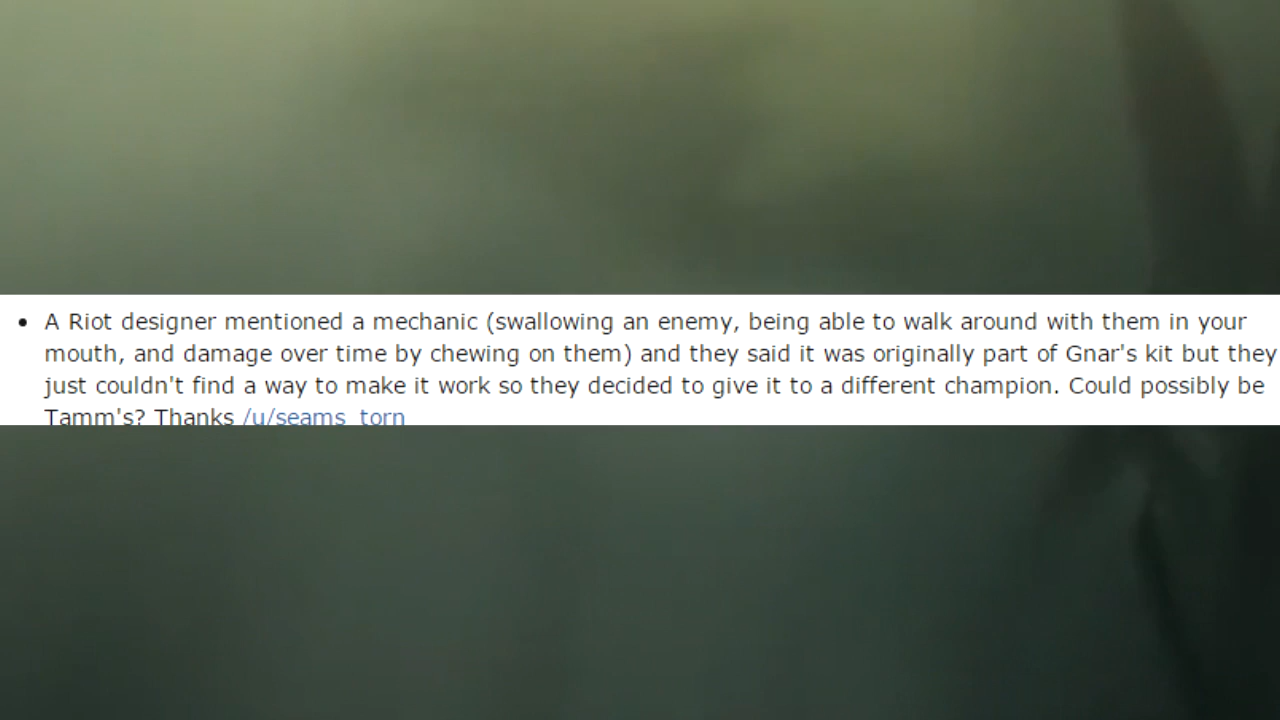 • A Riot designer mentioned a mechanic (swallowing an enemy, being able to walk around with them in your
mouth, and damage over time by chewing on them) and they said it was originally part of Gnar's kit but they
just couldn't find a way to make it work so they decided to give it to a different champion. Could possibly be
Tamm's? Thanks /u/seams_torn